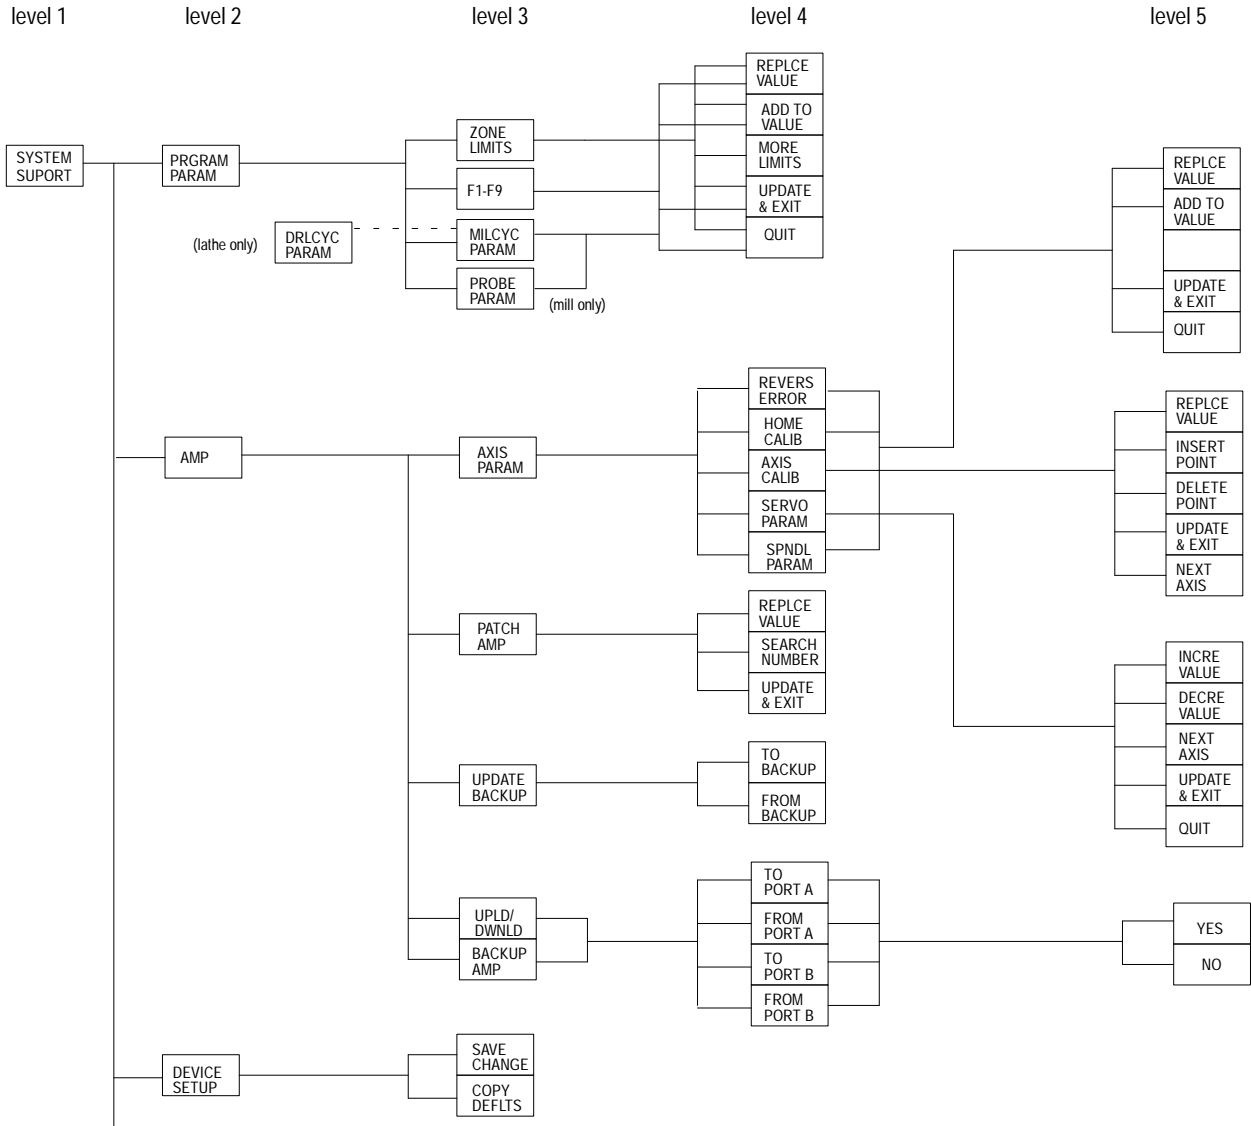 level 1
level 2
level 3
level 4
level 5
SYSTEM
SUPORT
PRGRAM
PARAM
(lathe only)
DRLCYC
PARAM
ZONE
LIMITS
F1-F9
MILCYC
PARAM
PROBE
PARAM
(mill only)
REPLCE
VALUE
ADD TO
VALUE
MORE
LIMITS
UPDATE
& EXIT
QUIT
REPLCE
VALUE
ADD TO
VALUE
UPDATE
& EXIT
QUIT
AMP
AXIS
PARAM
REVERS
ERROR
HOME
CALIB
AXIS
CALIB
SERVO
PARAM
SPNDL
PARAM
REPLCE
VALUE
INSERT
POINT
DELETE
POINT
UPDATE
& EXIT
NEXT
AXIS
PATCH
AMP
REPLCE
VALUE
SEARCH
NUMBER
UPDATE
& EXIT
INCRE
VALUE
DECRE
VALUE
NEXT
AXIS
UPDATE
& EXIT
QUIT
UPDATE
BACKUP
TO
BACKUP
FROM
BACKUP
UPLD/
DWNLD
BACKUP
AMP
TO
PORT A
FROM
PORT A
TO
PORT B
FROM
PORT B
YES
NO
DEVICE
SETUP
SAVE
CHANGE
COPY
DEFLTS